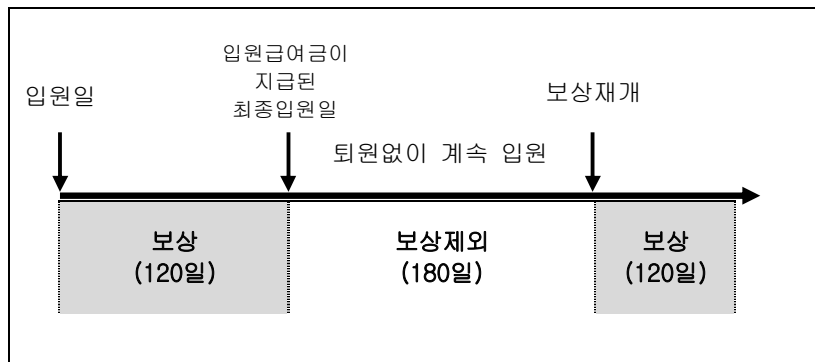 입원일
입원급여금이
지급된
최종입원일
보상재개
퇴원없이 계속 입원
보상
(120일)
보상제외
(180일)
보상
(120일)